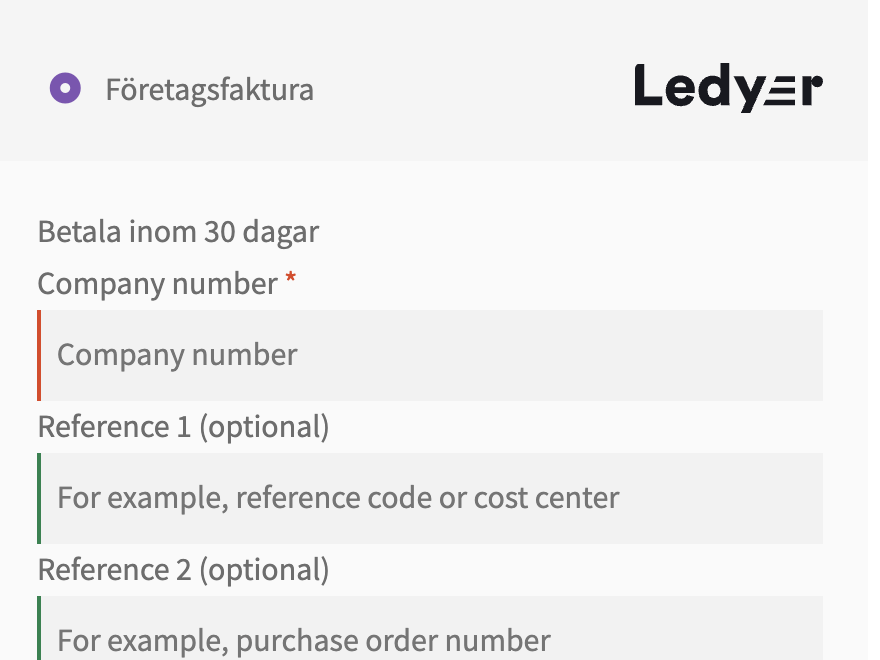 Företagsfaktura
Ledyer
Betala inom 30 dagar
Company number *
Company number
Reference 1 (optional)
For example, reference code or cost center
Reference 2 (optional)
For example, purchase order number